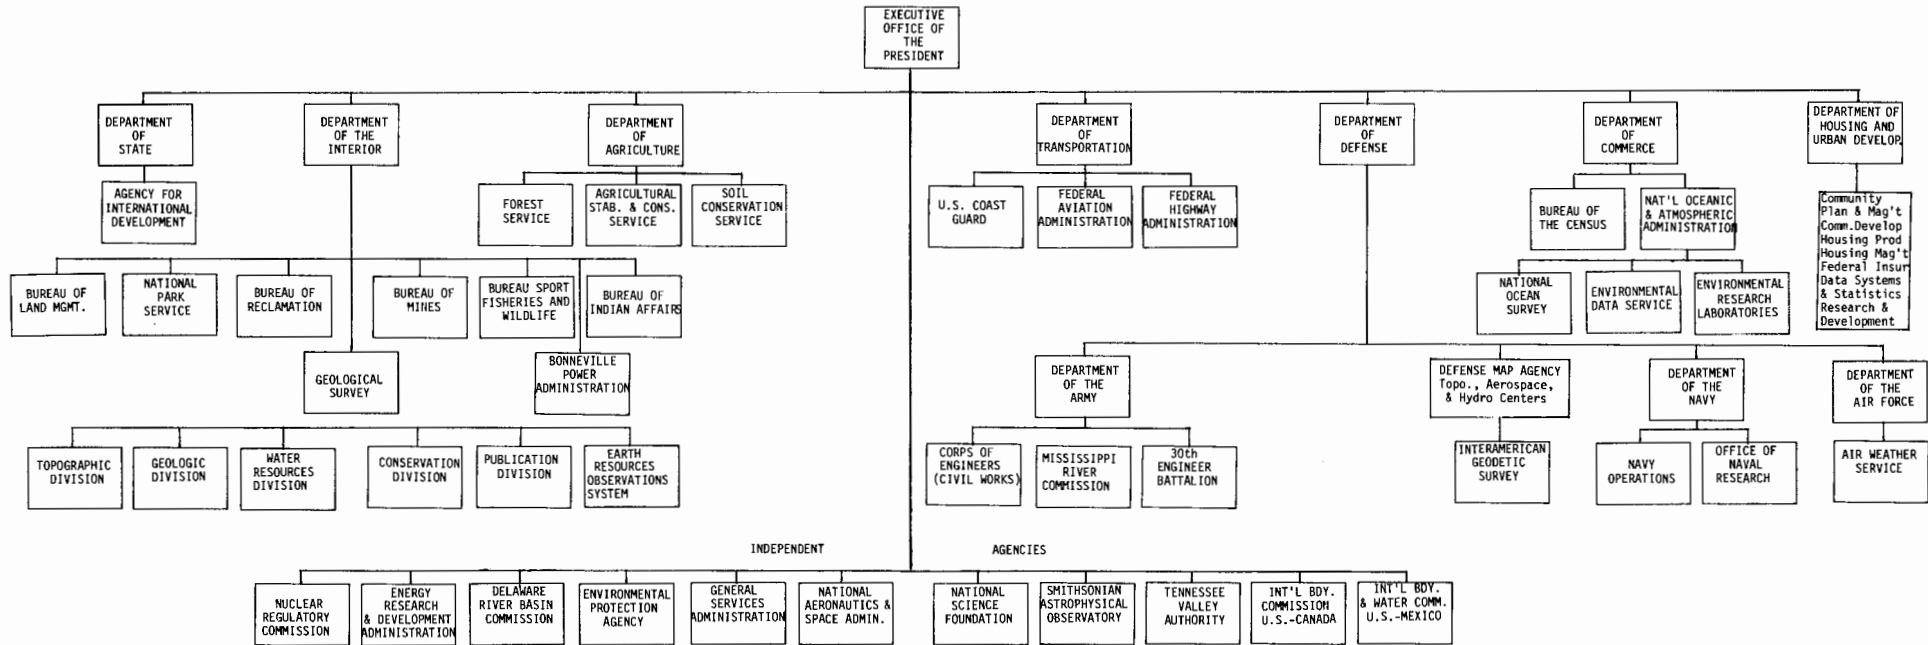 EXECUTIVE
OFFICE OF
THE
PRESIDENT
DEPARTMENT
OF
STATE
DEPARTMENT
OF THE
INTERIOR
DEPARTMENT
OF
AGRICULTURE
DEPARTMENT
OF
TRANSPORTATION
DEPARTMENT
OF
DEFENSE
DEPARTMENT
OF
COMMERCE
DEPARTMENT OF
HOUSING AND
URBAN DEVELOP.
AGENCY FOR
INTERNATIONAL
DEVELOPMENT
FOREST
SERVICE
AGRICULTURAL
STAB. & CONS.
SERVICE
SOIL
CONSERVATION
SERVICE
U.S. COAST
GUARD
FEDERAL
AVIATION
ADMINISTRATION
FEDERAL
HIGHWAY
ADMINISTRATION
BUREAU OF
THE CENSUS
NAT'L OCEANIC
& ATMOSPHERIC
ADMINISTRATION
Community
Plan & Mag't
Comm.Develop
Housing Prod
Housing Mag't
Federal Insur
Data Systems
& Statistics
Research &
Development
BUREAU OF
LAND MGMT.
NATIONAL
PARK
SERVICE
BUREAU OF
RECLAMATION
BUREAU OF
MINES
BUREAU SPORT
FISHERIES AND
WILDLIFE
BUREAU OF
INDIAN AFFAIRS
NATIONAL
OCEAN
SURVEY
ENVIRONMENTAL
DATA SERVICE
ENVIRONMENTAL
RESEARCH
LABORATORIES
GEOLOGICAL
SURVEY
BONNEVILLE
POWER
ADMINISTRATION
DEPARTMENT
OF THE
ARMY
DEFENSE MAP AGENCY
Topo., Aerospace,
& Hydro Centers
DEPARTMENT
OF THE
NAVY
DEPARTMENT
OF THE
AIR FORCE
TOPOGRAPHIC
DIVISION
GEOLOGIC
DIVISION
WATER
RESOURCES
DIVISION
CONSERVATION
DIVISION
PUBLICATION
DIVISION
EARTH
RESOURCES
OBSERVATIONS
SYSTEM
CORPS OF
ENGINEERS
(CIVIL WORKS)
MISSISSIPPI
RIVER
COMMISSION
30th
ENGINEER
BATTALION
INTERAMERICAN
GEODETIC
SURVEY
NAVY
OPERATIONS
OFFICE OF
NAVAL
RESEARCH
AIR WEATHER
SERVICE
INDEPENDENT AGENCIES
NUCLEAR
REGULATORY
COMMISSION
ENERGY
RESEARCH
& DEVELOPMENT
ADMINISTRATION
DELAWARE
RIVER BASIN
COMMISSION
ENVIRONMENTAL
PROTECTION
AGENCY
GENERAL
SERVICES
ADMINISTRATION
NATIONAL
AERONAUTICS &
SPACE ADMIN.
NATIONAL
SCIENCE
FOUNDATION
SMITHSONIAN
ASTROPHYSICAL
OBSERVATORY
TENNESSEE
VALLEY
AUTHORITY
INT'L BDY.
COMMISSION
U.S.-CANADA
INT'L BDY.
& WATER COMM.
U.S.-MEXICO